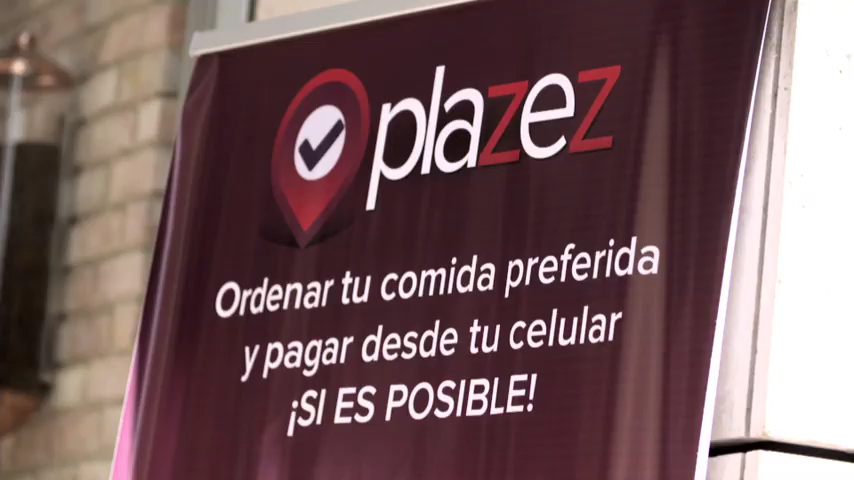 plazez
Ordenar tu comida preferida
y pagar desde tu celular
¡SI ES POSIBLE!